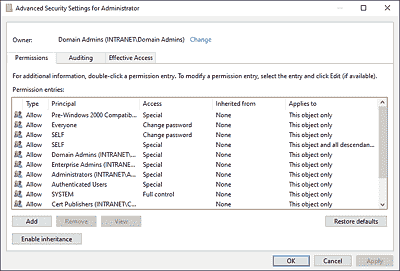 Advanced Security Settings for Administrator
Owner: Domain Admins (INTRANET\Domain Admins) Change
Permissions Auditing Effective Access
For additional information, double-click a permission entry. To modify a permission entry, select the entry and click Edit (if available).
Permission entries:
Type Principal Access Inherited from Applies to
Allow Pre-Windows 2000 Compatib... Special None This object only
Allow Everyone Change password None This object only
Allow SELF Change password None This object only
Allow SELF Special None This object and all descendan...
Allow Domain Admins (INTRANET\... Special None This object only
Allow Enterprise Admins (INTRANE... Special None This object only
Allow Administrators (INTRANET\A... Special None This object only
Allow Authenticated Users Special None This object only
Allow SYSTEM Full control None This object only
Allow Cert Publishers (INTRANET\C... Special None This object only
Add Remove View Restore defaults
Enable inheritance
OK Cancel Apply